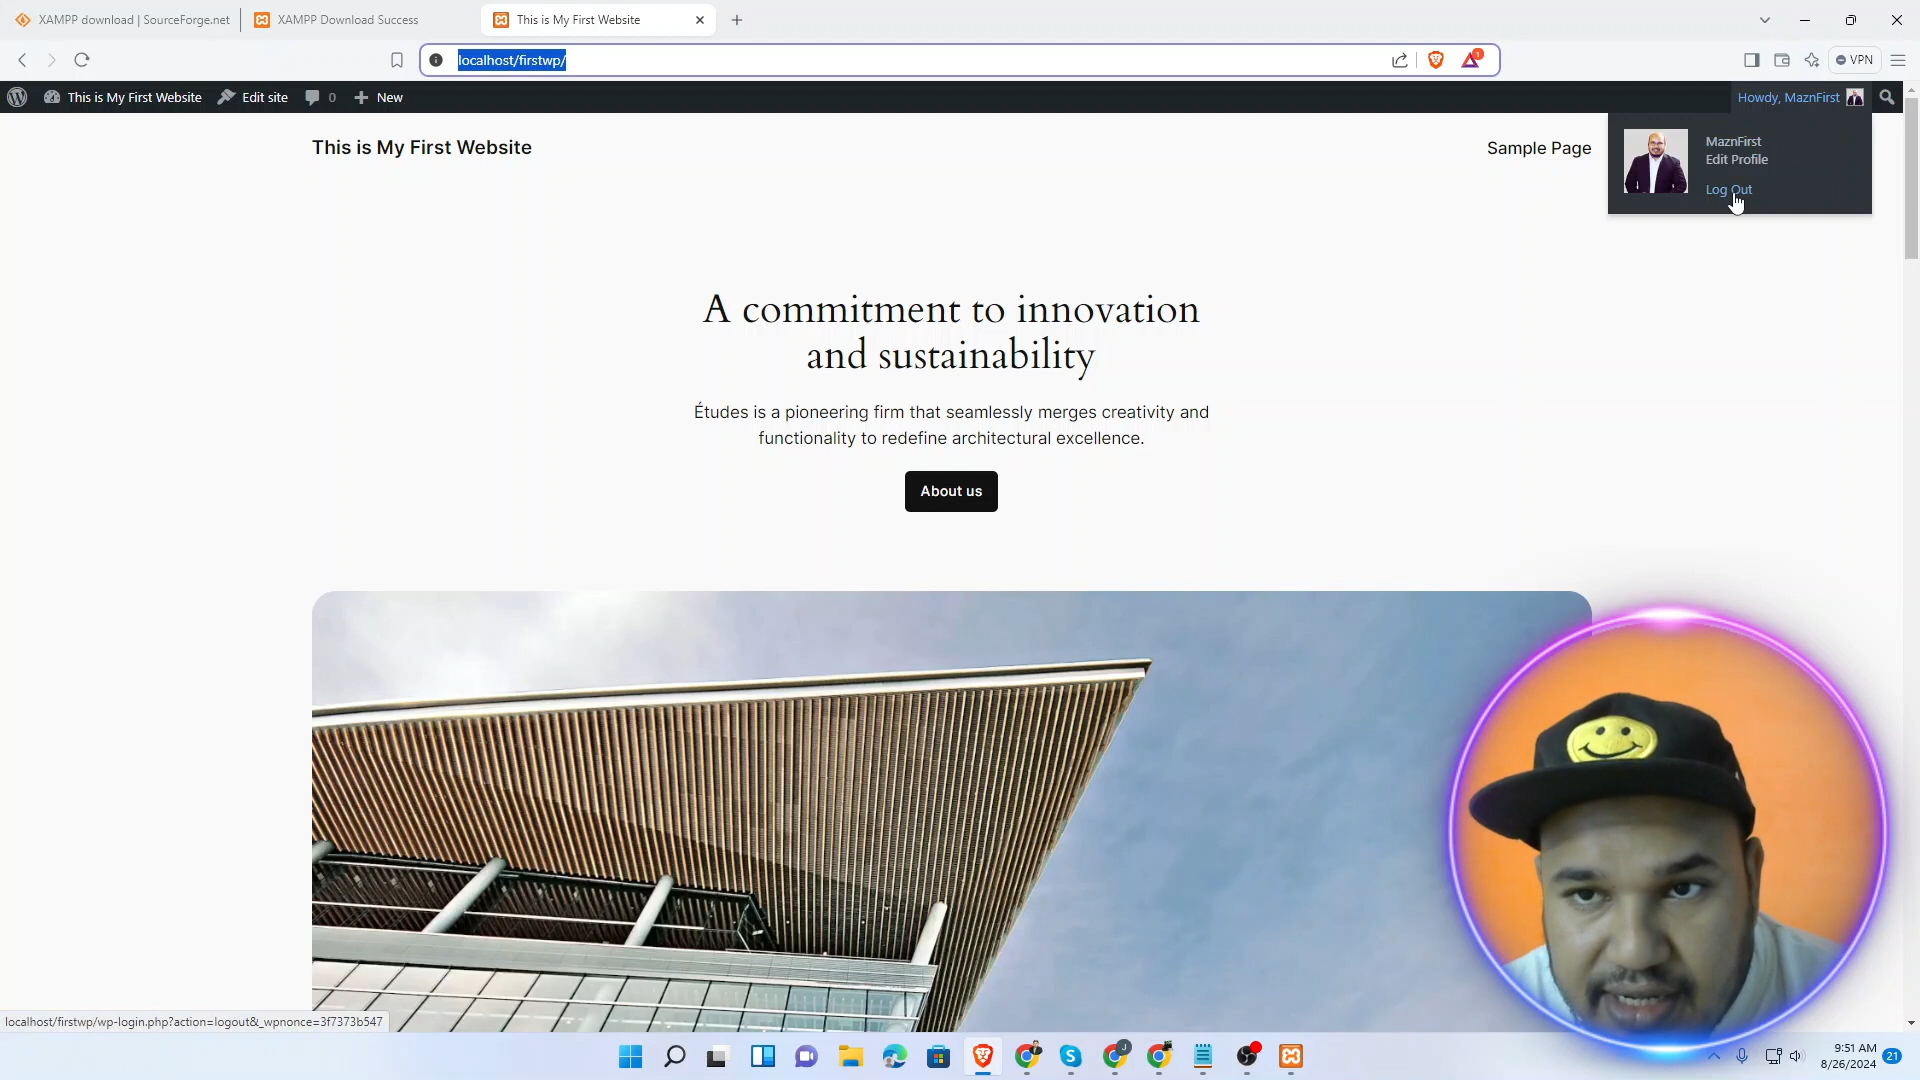 XAMPP download | SourceForge.net
XAMPP Download Success
This is My First Website
localhost/firstwp/
1
VPN
This is My First Website
Edit site
0
New
Howdy, MaznFirst
This is My First Website
Sample Page
MaznFirst
Edit Profile
Log Out
A commitment to innovation
and sustainability
Études is a pioneering firm that seamlessly merges creativity and
functionality to redefine architectural excellence.
About us
localhost/firstwp/wp-login.php?action=logout&_wpnonce=3f7373b547
9:51 AM
8/26/2024
21